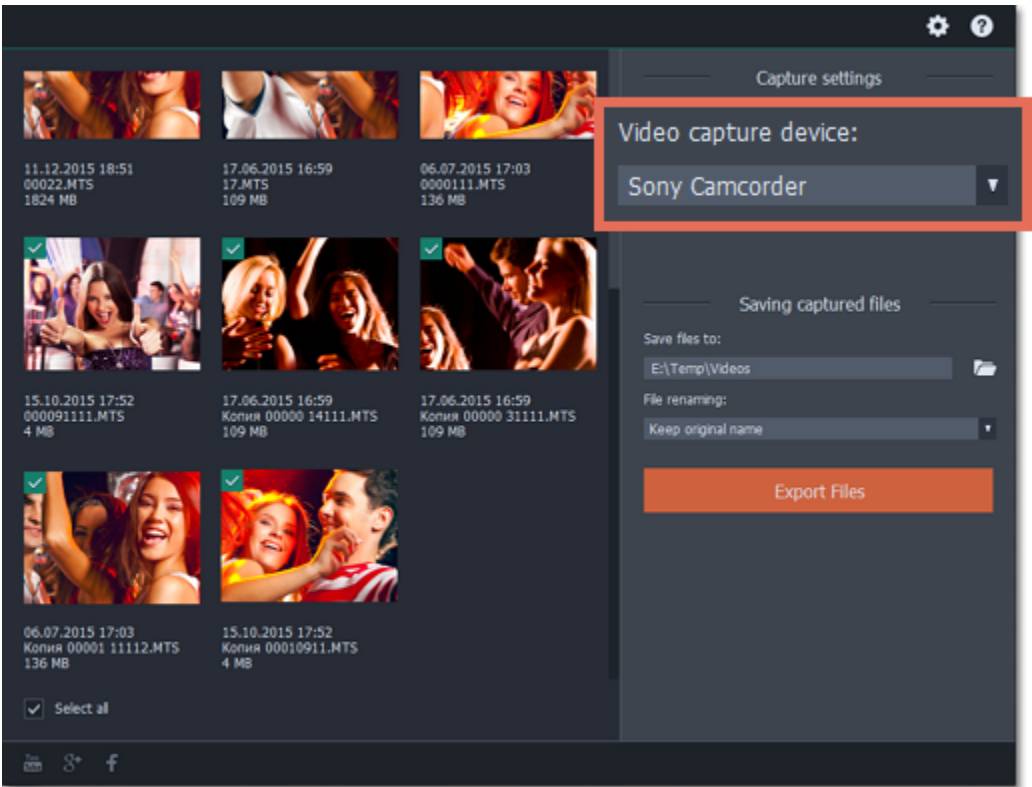 Capture settings
Video capture device:
Sony Camcorder
11.12.2015 18:51
00022.MTS
1824 MB
17.06.2015 16:59
17.MTS
109 MB
06.07.2015 17:03
0000111.MTS
136 MB
15.10.2015 17:52
000091111.MTS
4 MB
17.06.2015 16:59
Копия 00000 14111.MTS
109 MB
17.06.2015 16:59
Копия 00000 31111.MTS
109 MB
06.07.2015 17:03
Копия 00001 11112.MTS
136 MB
15.10.2015 17:52
Копия 00010911.MTS
4 MB
Select all
Saving captured files
Save files to:
E:\Temp\Videos
File renaming:
Keep original name
Export Files
You
Tube
g+
f